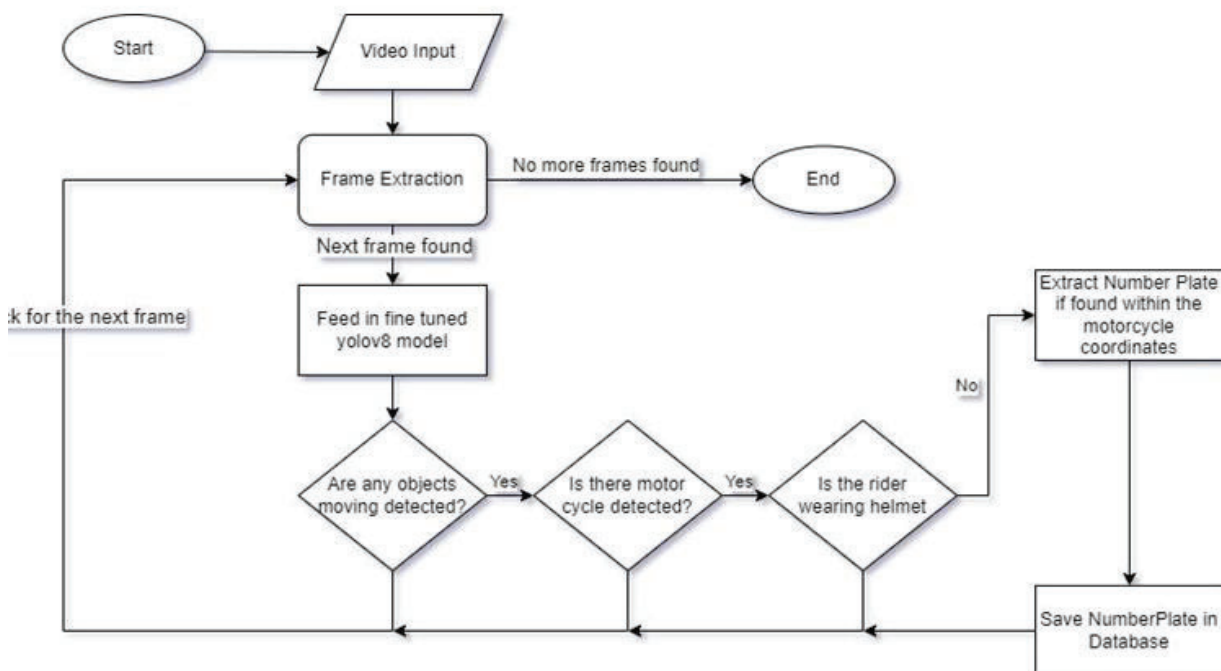 Start
Video Input
Frame Extraction
No more frames found
End
Next frame found
Feed in fine tuned
yolov8 model
for the next frame
Extract Number Plate
if found within the
motorcycle
coordinates
No
Are any objects
moving detected?
Yes
Is there motor
cycle detected?
Yes
Is the rider
wearing helmet
Save NumberPlate in
Database